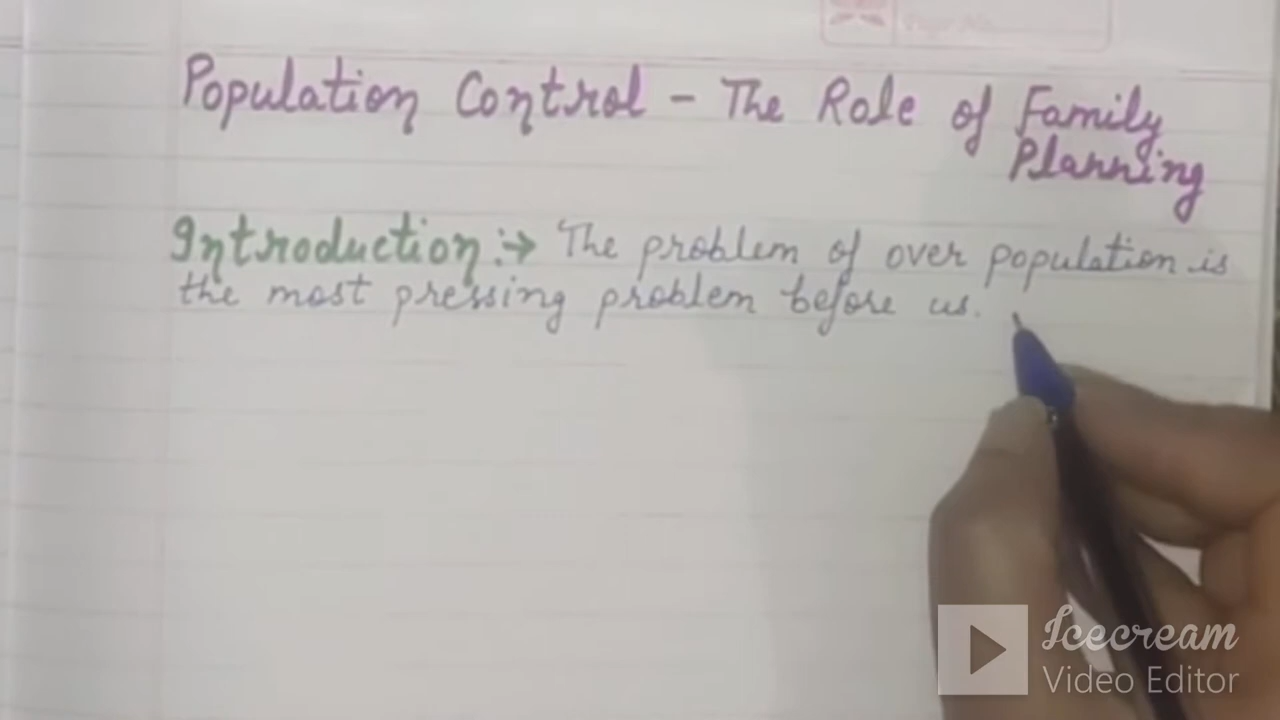 Population Control - The Role of Family
Planning
Introduction:→ The problem of over population is
the most pressing problem before us.
Icecream
Video Editor